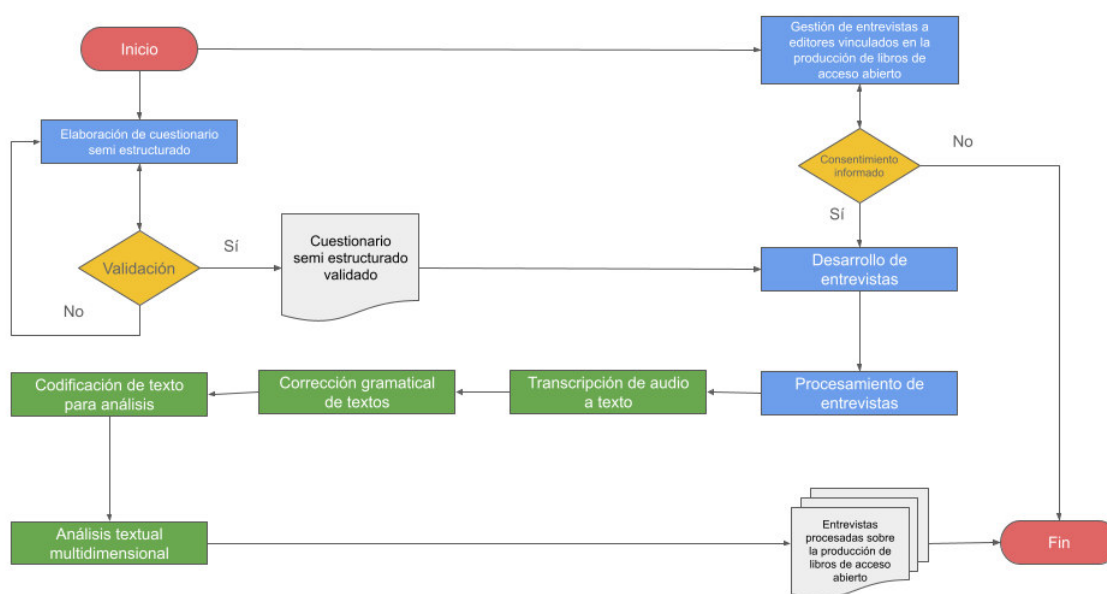 Inicio
Gestión de entrevistas a
editores vinculados en la
producción de libros de
acceso abierto
Elaboración de cuestionario
semi estructurado
Consentimiento
informado
No
Sí
Validación
Sí
No
Cuestionario
semi estructurado
validado
Desarrollo de
entrevistas
Codificación de texto
para análisis
Corrección gramatical
de textos
Transcripción de audio
a texto
Procesamiento de
entrevistas
Análisis textual
multidimensional
Entrevistas
procesadas sobre
la producción de
libros de acceso
abierto
Fin